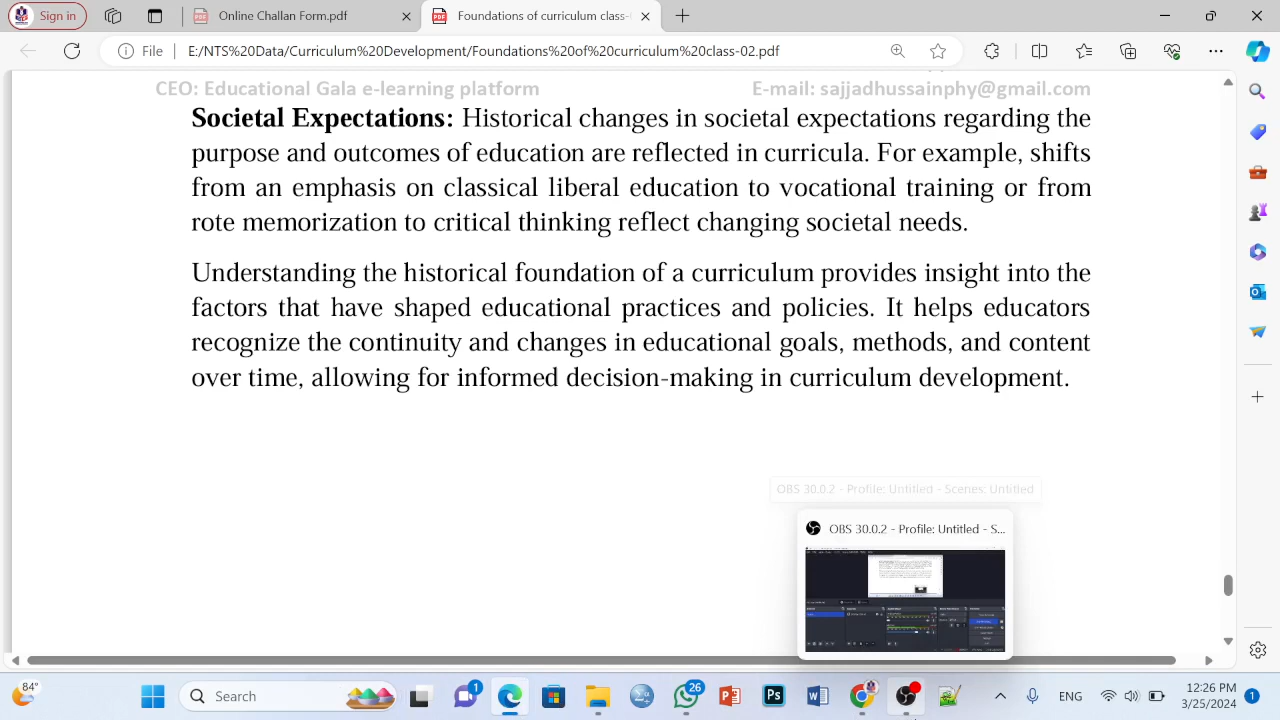 Sign in
Online Challan Form.pdf
Foundations of curriculum class-
File
E:/NTS%20Data/Curriculum%20Development/Foundations%20of%20curriculum%20class-02.pdf
CEO: Educational Gala e-learning platform
E-mail: sajjadhussainphy@gmail.com
Societal Expectations: Historical changes in societal expectations regarding the
purpose and outcomes of education are reflected in curricula. For example, shifts
from an emphasis on classical liberal education to vocational training or from
rote memorization to critical thinking reflect changing societal needs.
Understanding the historical foundation of a curriculum provides insight into the
factors that have shaped educational practices and policies. It helps educators
recognize the continuity and changes in educational goals, methods, and content
over time, allowing for informed decision-making in curriculum development.
OBS 30.0.2 - Profile: Untitled - Scenes: Untitled
OBS 30.0.2 - Profile: Untitled - S...
84°
Search
1
26
ENG
12:26 PM
3/25/2024
1